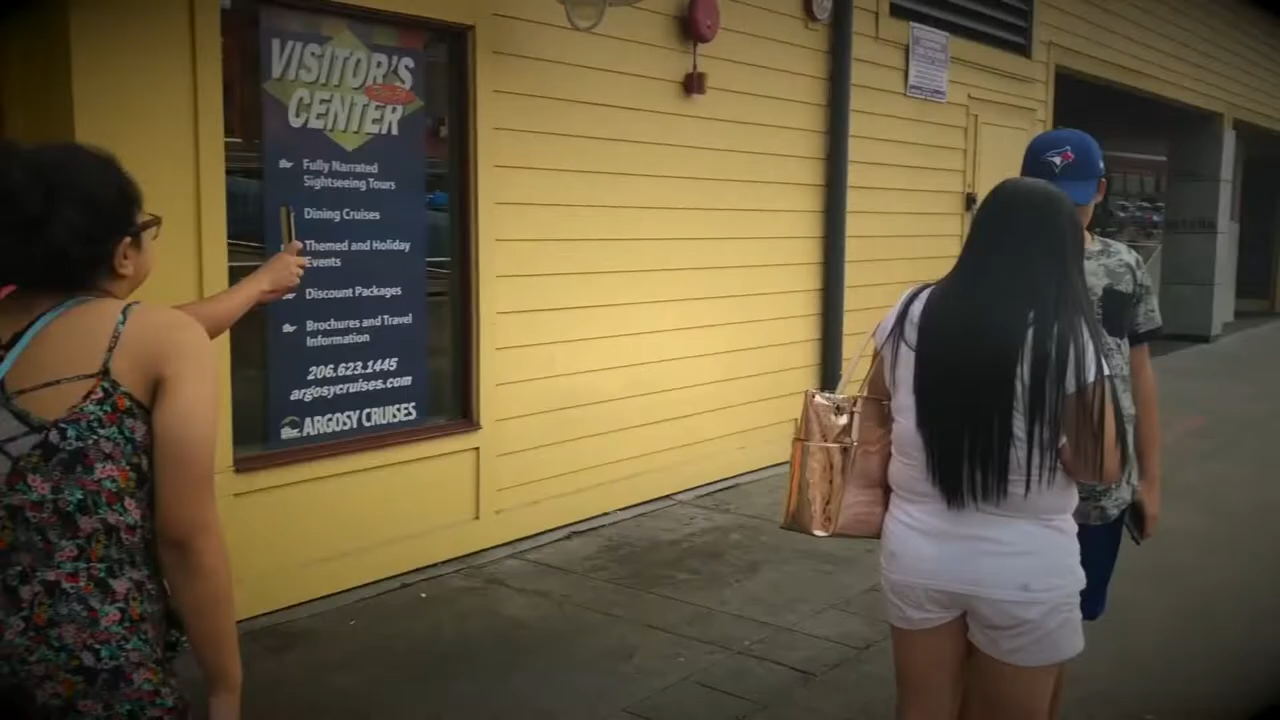 VISITOR'S
CENTER
Fully Narrated
Sightseeing Tours
Dining Cruises
Themed and Holiday
Events
Discount Packages
Brochures and Travel
Information
206.623.1445
argosycruises.com
ARGOSY CRUISES